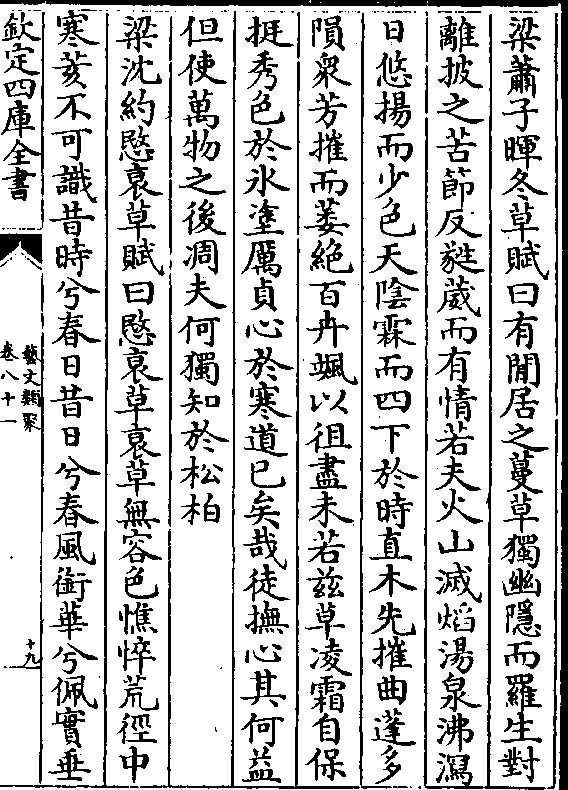 梁蕭子暉冬草賦曰有閒居之蔓草獨幽隱而羅生對
離披之苦節反蕤葳而有情若夫火山滅熖湯泉沸瀉
日悠揚而少色天陰霖而四下於時直木先摧曲蓬多
隕衆芳摧而萎絕百卉颯以徂盡未若兹草凌霜自保
挺秀色於氷塗厲貞心於寒道已矣哉徒撫心其何益
但使萬物之後凋夫何獨知於松柏
梁沈約愍衰草賦曰愍衰草衰草無容色憔悴荒徑中
寒荄不可識昔時兮春日昔日兮春風銜華兮佩實垂
欽定四庫全書
藝文類聚
卷八十一
十九